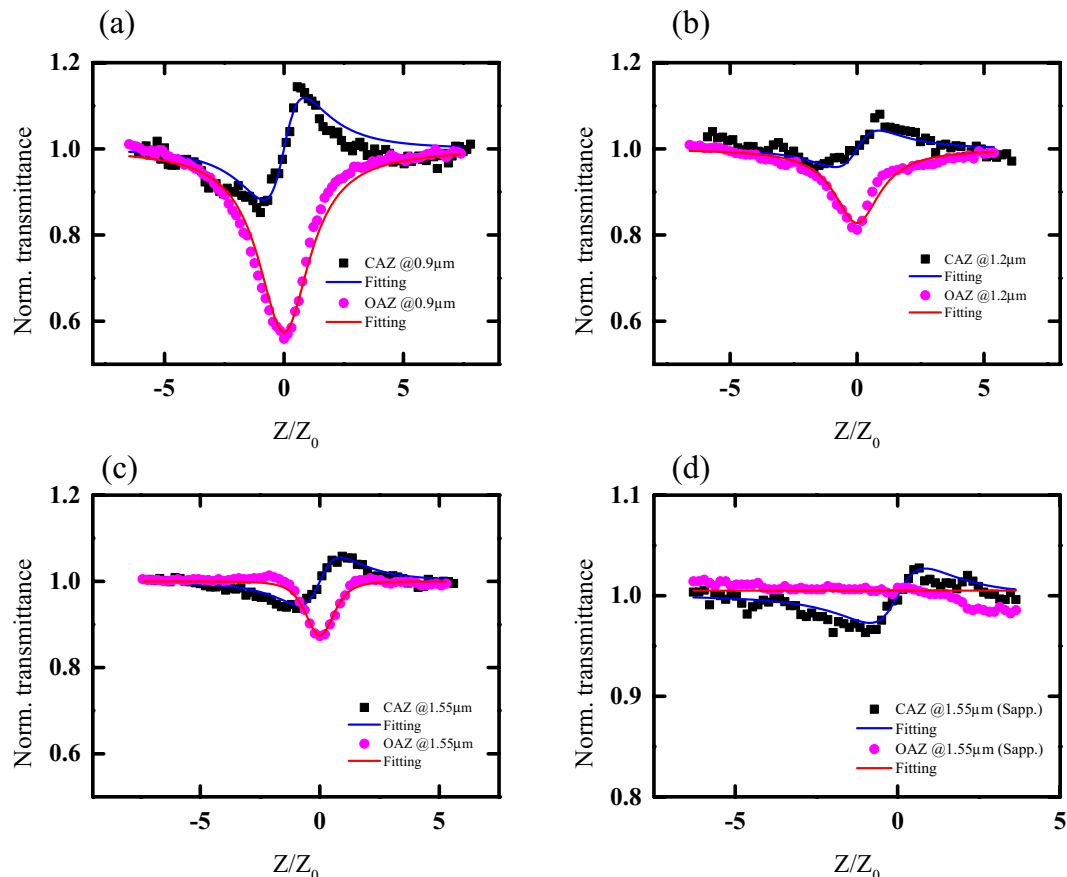 (a)
1.2
1.0
0.8
0.6
Norm. transmittance
CAZ @0.9µm
Fitting
OAZ @0.9µm
Fitting
-5
0
5
Z/Z0
(b)
1.2
1.0
0.8
0.6
Norm. transmittance
CAZ @1.2µm
Fitting
OAZ @1.2µm
Fitting
-5
0
5
Z/Z0
(c)
1.2
1.0
0.8
0.6
Norm. transmittance
CAZ @1.55µm
Fitting
OAZ @1.55µm
Fitting
-5
0
5
Z/Z0
(d)
1.1
1.0
0.9
0.8
Norm. transmittance
CAZ @1.55µm (Sapp.)
Fitting
OAZ @1.55µm (Sapp.)
Fitting
-5
0
5
Z/Z0